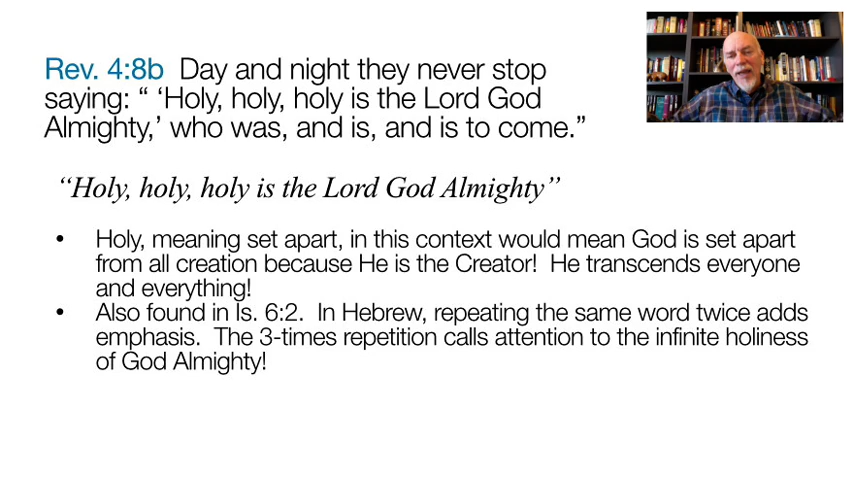 Rev. 4:8b  Day and night they never stop
saying: “ ‘Holy, holy, holy is the Lord God
Almighty,’ who was, and is, and is to come.”
“Holy, holy, holy is the Lord God Almighty”
• Holy, meaning set apart, in this context would mean God is set apart
from all creation because He is the Creator!  He transcends everyone
and everything!
• Also found in Is. 6:2.  In Hebrew, repeating the same word twice adds
emphasis.  The 3-times repetition calls attention to the infinite holiness
of God Almighty!